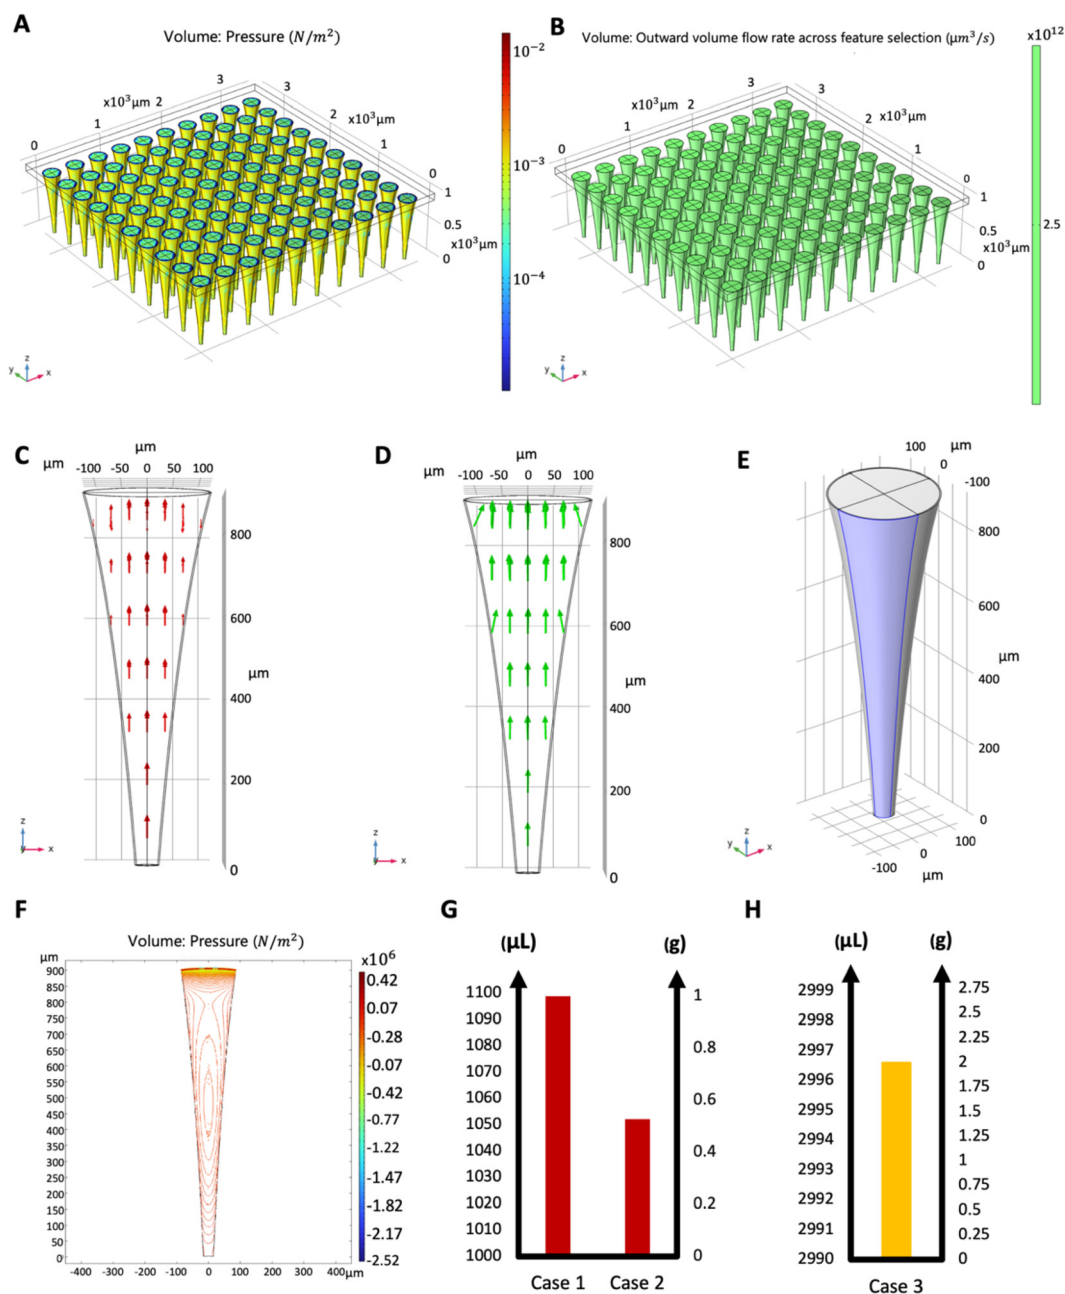 A
Volume: Pressure (N/m²)
10⁻²
10⁻³
10⁻⁴
x10³µm
0
1
2
3
3
2
x10³µm
1
0
1
0.5
x10³µm
0
z
y
x
B
Volume: Outward volume flow rate across feature selection (µm³/s)
x10¹²
2.5
x10³µm
0
1
2
3
3
2
x10³µm
1
0
1
0.5
x10³µm
0
z
y
x
C
µm
µm
-100 -50 0 50 100
800
600
µm
400
200
0
z
y
x
D
µm
µm
-100 -50 0 50 100
800
600
µm
400
200
0
z
y
x
E
100
µm
0
-100
800
600
µm
400
200
0
100
0
-100
µm
z
y
x
F
Volume: Pressure (N/m²)
µm
900
850
800
750
700
650
600
550
500
450
400
350
300
250
200
150
100
50
0
-400 -300 -200 -100 0 100 200 300 400 µm
x10⁶
0.42
0.07
-0.28
-0.07
-0.42
-0.77
-1.22
-1.47
-1.82
-2.17
-2.52
G
(µL)
(g)
1100
1090
1080
1070
1060
1050
1040
1030
1020
1010
1000
1
0.8
0.6
0.4
0.2
0
Case 1
Case 2
H
(µL)
(g)
2999
2998
2997
2996
2995
2994
2993
2992
2991
2990
2.75
2.5
2.25
2
1.75
1.5
1.25
1
0.75
0.5
0.25
0
Case 3